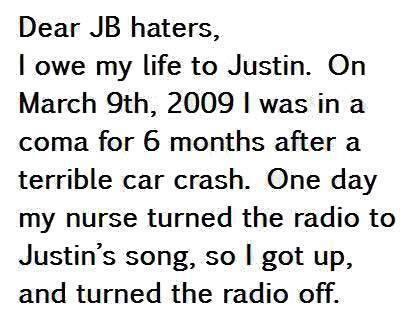 Dear JB haters,
I owe my life to Justin.  On
March 9th, 2009 I was in a
coma for 6 months after a
terrible car crash.  One day
my nurse turned the radio to
Justin’s song, so I got up,
and turned the radio off.